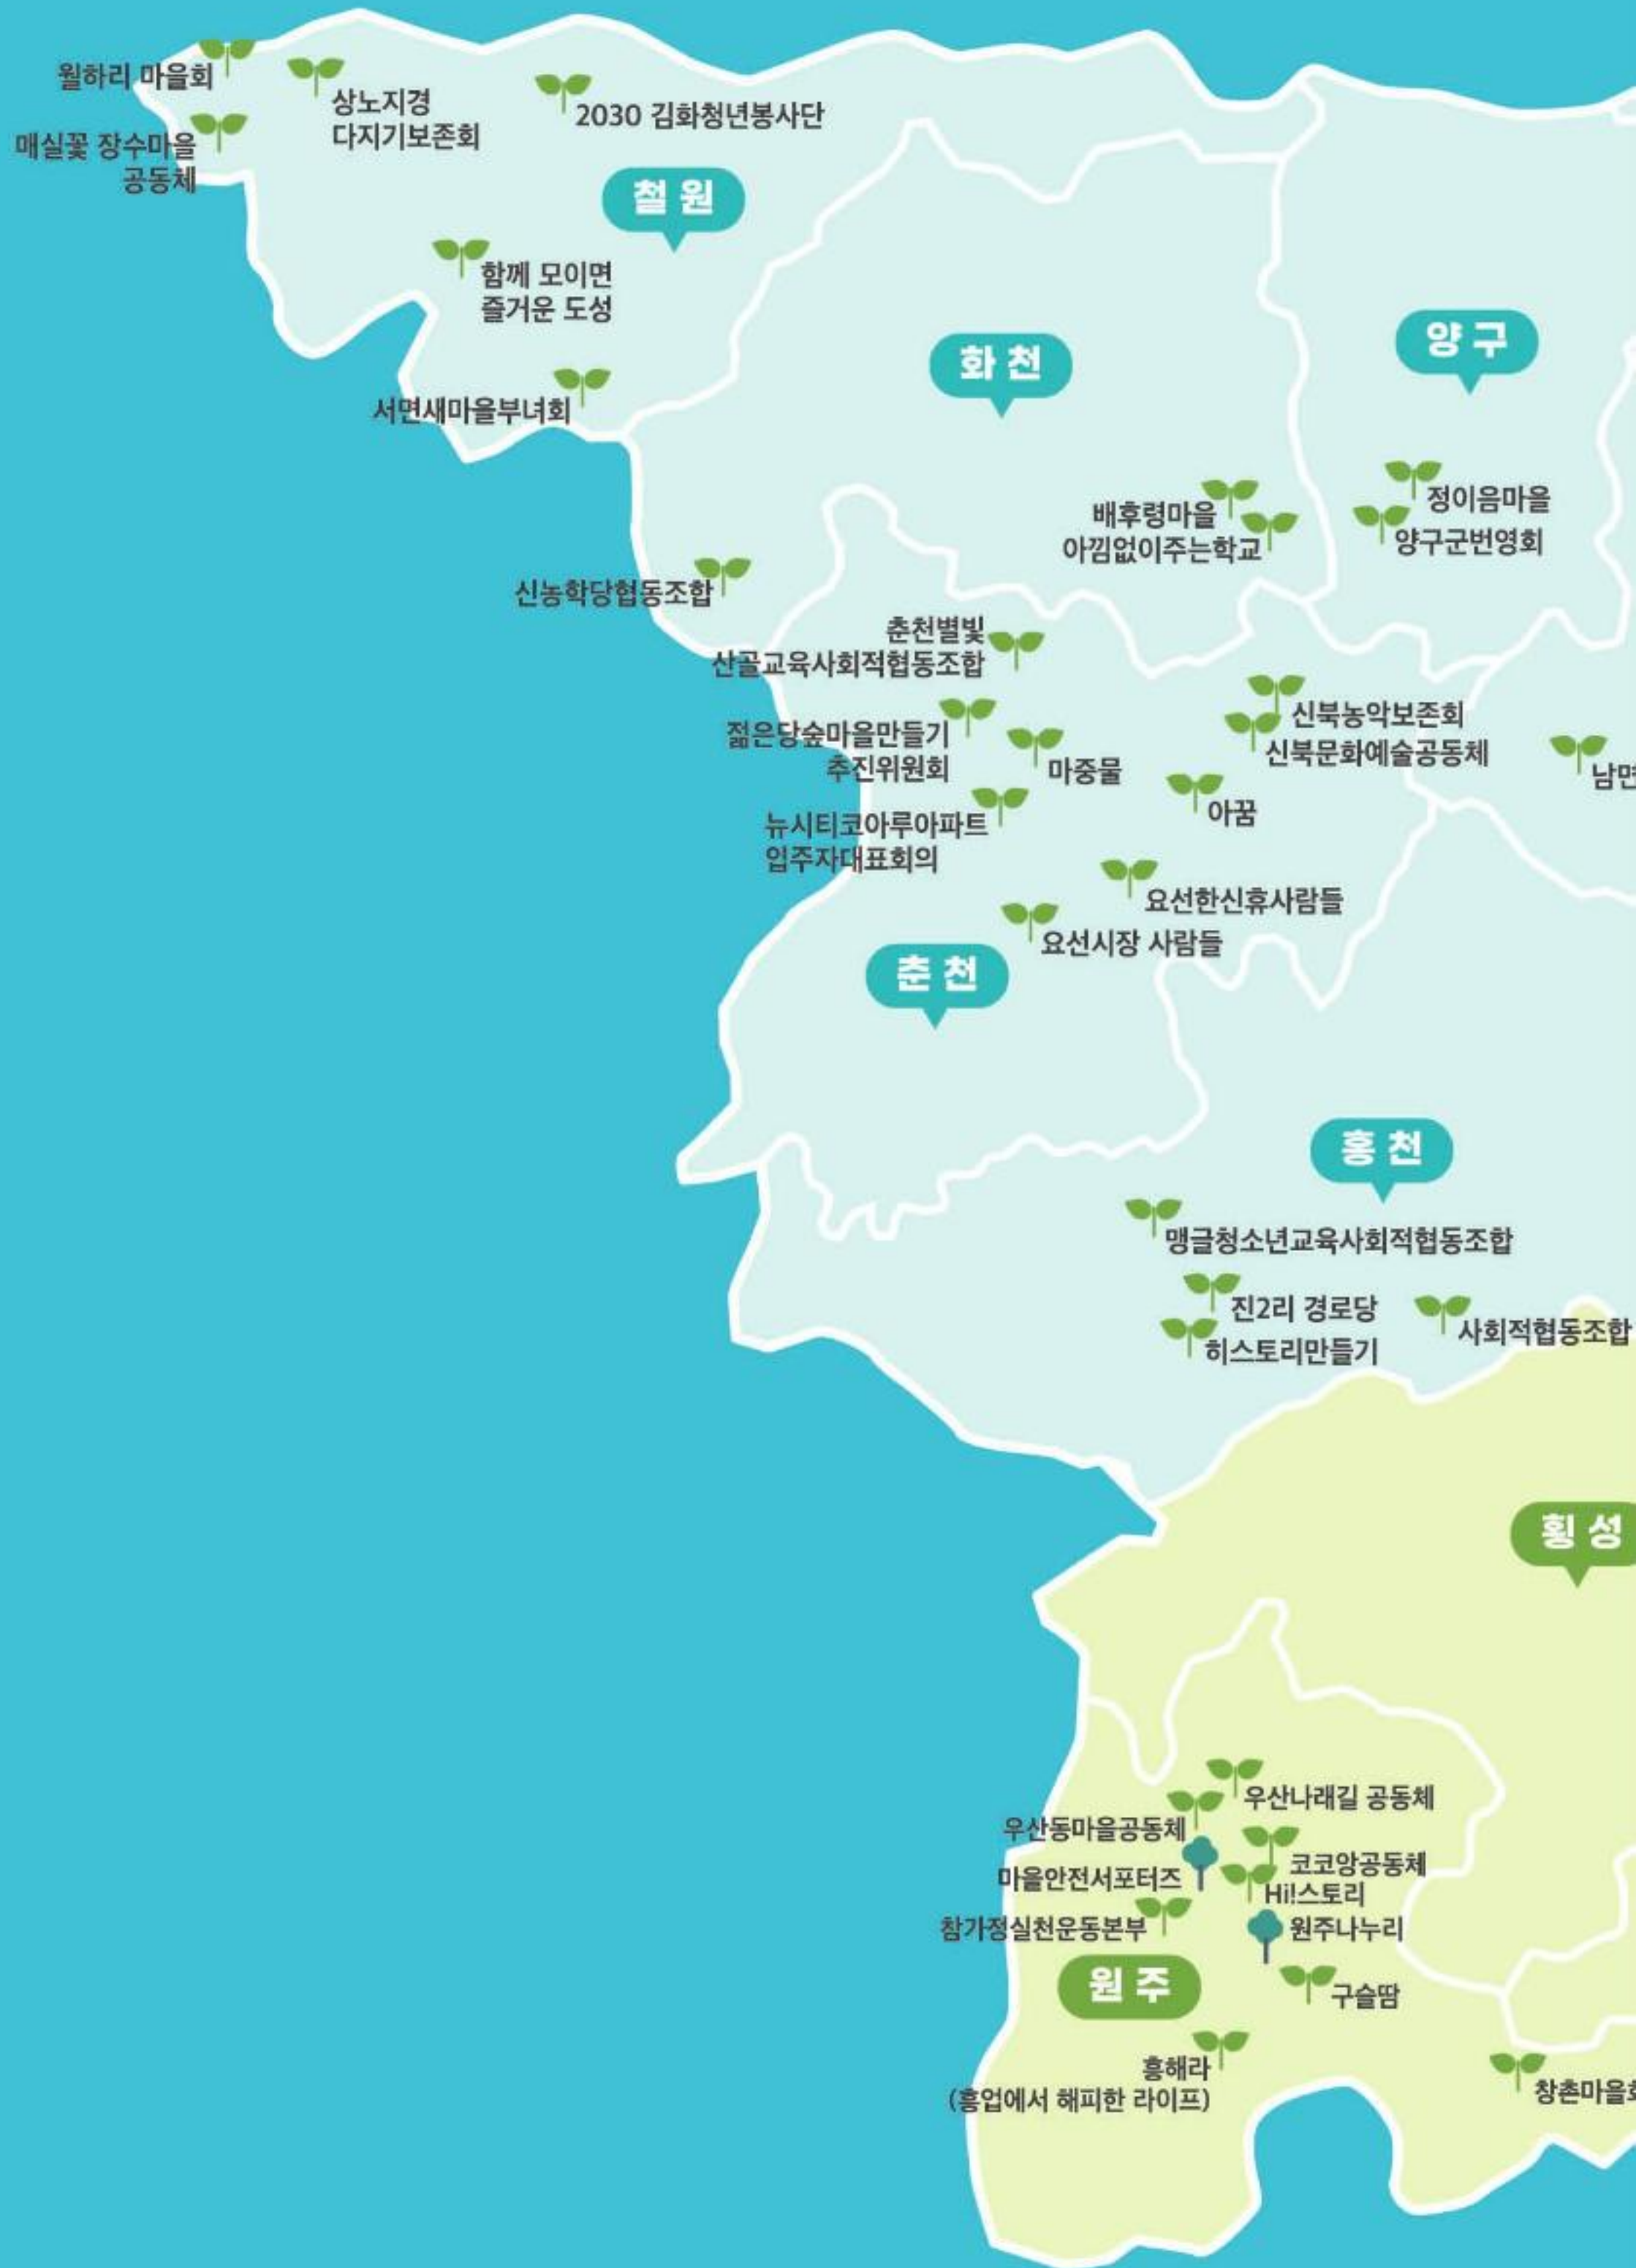 월하리 마을회
상노지경
다지기보존회
2030 김화청년봉사단
매실꽃 장수마을
공동체
철원
함께 모이면
즐거운 도성
서면새마을부녀회
화천
양구
배후령마을
아낌없이주는학교
정이음마을
양구군번영회
신농학당협동조합
춘천별빛
산골교육사회적협동조합
신북농악보존회
신북문화예술공동체
젊은당숲마을만들기
추진위원회
마중물
남면
아꿈
뉴시티코아루아파트
입주자대표회의
요선한신휴사람들
요선시장 사람들
춘천
홍천
맹글청소년교육사회적협동조합
진2리 경로당
히스토리만들기
사회적협동조합
횡성
우산나래길 공동체
우산동마을공동체
코코앙공동체
마을안전서포터즈
Hi!스토리
참가정실천운동본부
원주나누리
원주
구슬땀
흥해라
(흥업에서 해피한 라이프)
창촌마을회